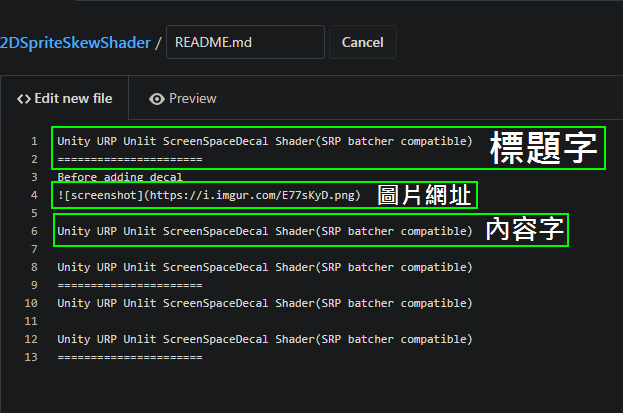 2DSpriteSkewShader / README.md Cancel
Edit new file Preview
1 Unity URP Unlit ScreenSpaceDecal Shader(SRP batcher compatible) 標題字
2 ======================
3 Before adding decal
4 ![screenshot](https://i.imgur.com/E77sKyD.png) 圖片網址
5
6 Unity URP Unlit ScreenSpaceDecal Shader(SRP batcher compatible) 內容字
7
8 Unity URP Unlit ScreenSpaceDecal Shader(SRP batcher compatible)
9 ======================
10 Unity URP Unlit ScreenSpaceDecal Shader(SRP batcher compatible)
11
12 Unity URP Unlit ScreenSpaceDecal Shader(SRP batcher compatible)
13 ======================